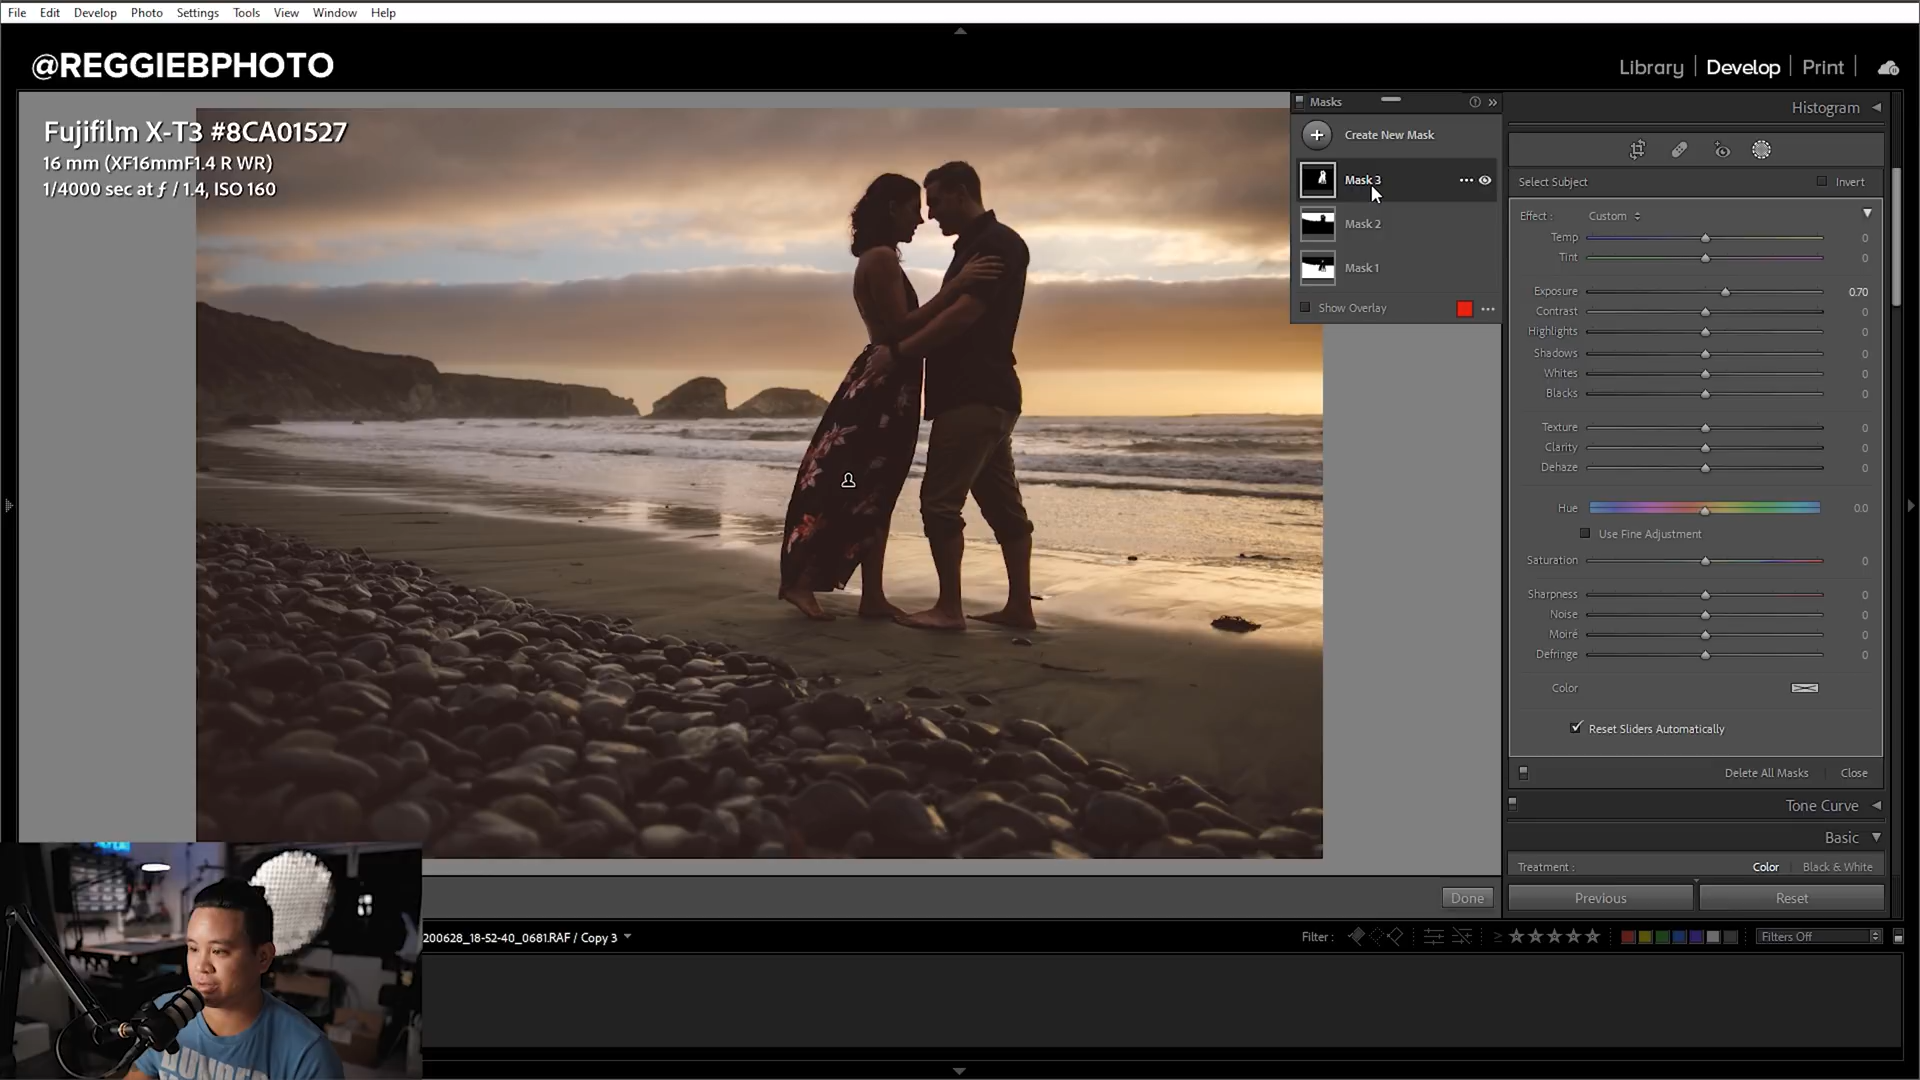 File Edit Develop Photo Settings Tools View Window Help
@REGGIEBPHOTO
Library | Develop | Print |
Fujifilm X-T3 #8CA01527
16 mm (XF16mmF1.4 R WR)
1/4000 sec at ƒ / 1.4, ISO 160
Masks
Create New Mask
Mask 3
Mask 2
Mask 1
Show Overlay
Histogram
Select Subject Invert
Effect : Custom
Temp 0
Tint 0
Exposure 0.70
Contrast 0
Highlights 0
Shadows 0
Whites 0
Blacks 0
Texture 0
Clarity 0
Dehaze 0
Hue 0.0
Use Fine Adjustment
Saturation 0
Sharpness 0
Noise 0
Moiré 0
Defringe 0
Color
Reset Sliders Automatically
Delete All Masks Close
Tone Curve
Basic
Treatment : Color | Black & White
Done Previous Reset
200628_18-52-40_0681.RAF / Copy 3
Filter : ≥ Filters Off